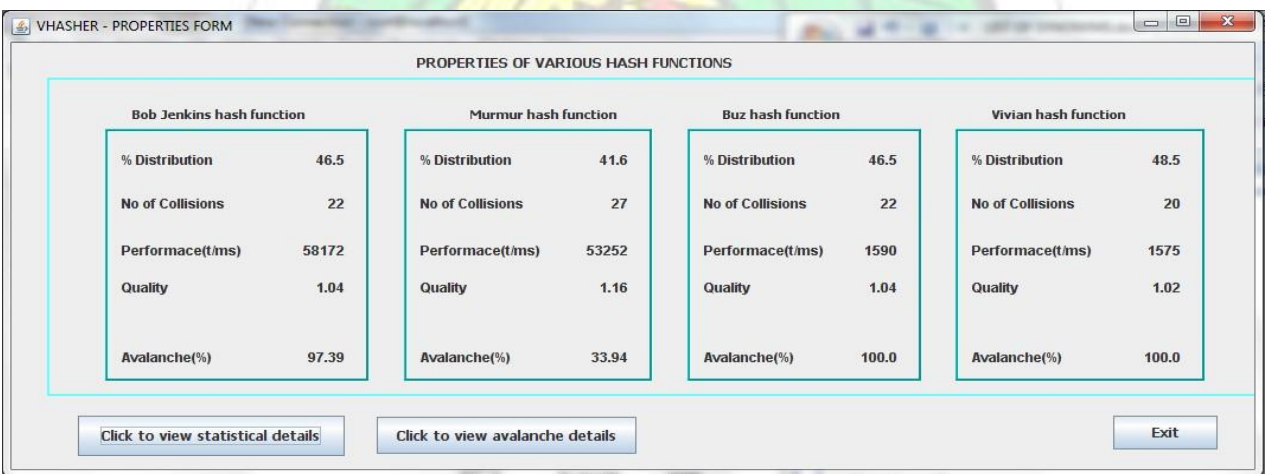 VHASHER - PROPERTIES FORM
PROPERTIES OF VARIOUS HASH FUNCTIONS
Bob Jenkins hash function
% Distribution 46.5
No of Collisions 22
Performace(t/ms) 58172
Quality 1.04
Avalanche(%) 97.39
Murmur hash function
% Distribution 41.6
No of Collisions 27
Performace(t/ms) 53252
Quality 1.16
Avalanche(%) 33.94
Buz hash function
% Distribution 46.5
No of Collisions 22
Performace(t/ms) 1590
Quality 1.04
Avalanche(%) 100.0
Vivian hash function
% Distribution 48.5
No of Collisions 20
Performace(t/ms) 1575
Quality 1.02
Avalanche(%) 100.0
Click to view statistical details
Click to view avalanche details
Exit